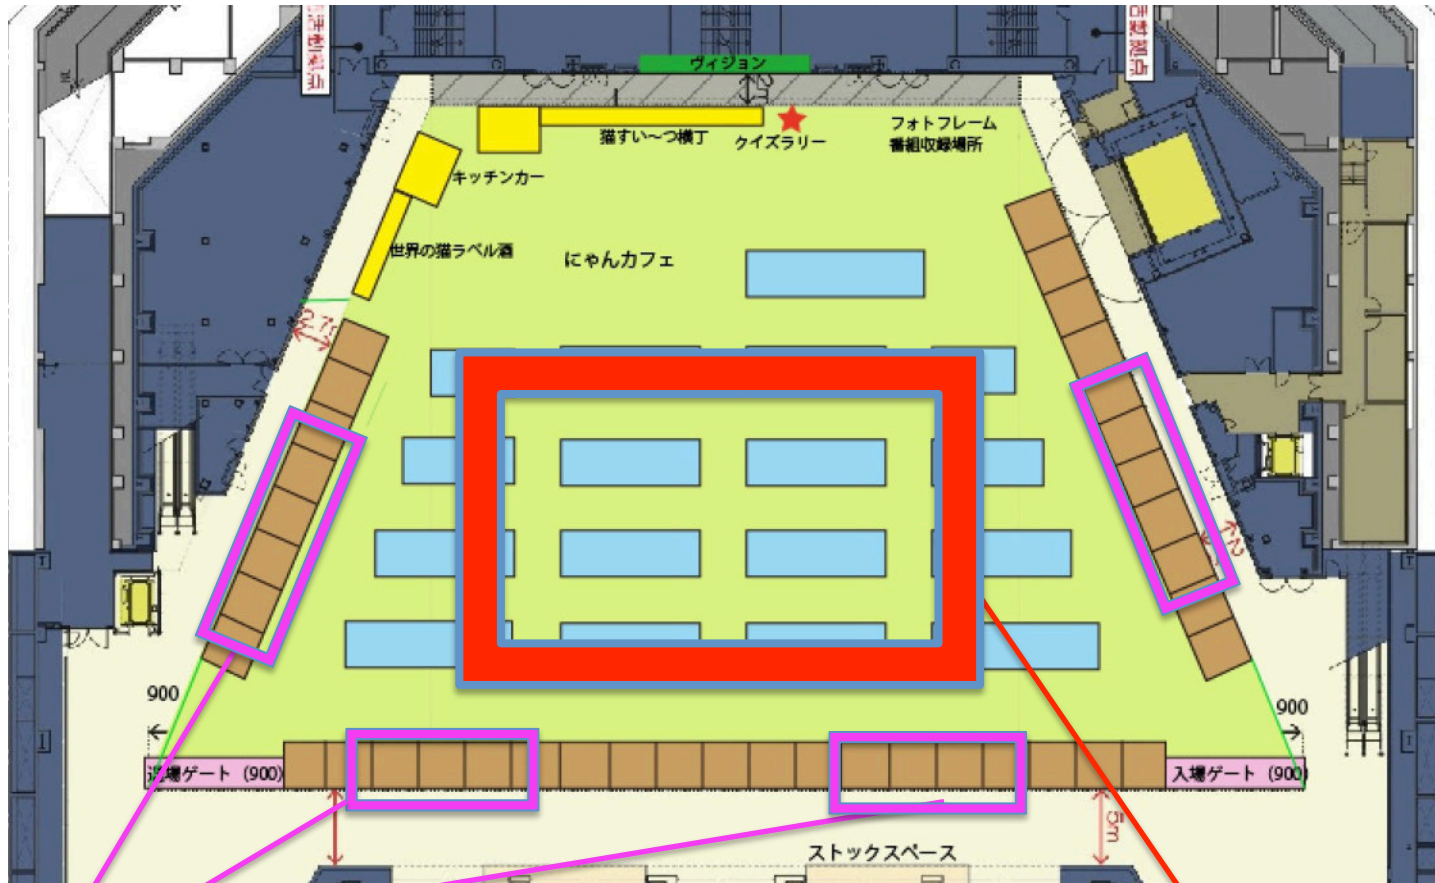 ヴィジョン
猫すい〜つ横丁
クイズラリー
フォトフレーム
番組収録場所
キッチンカー
世界の猫ラベル酒
にゃんカフェ
900
900
退場ゲート（900）
入場ゲート（900）
5m
ストックスペース